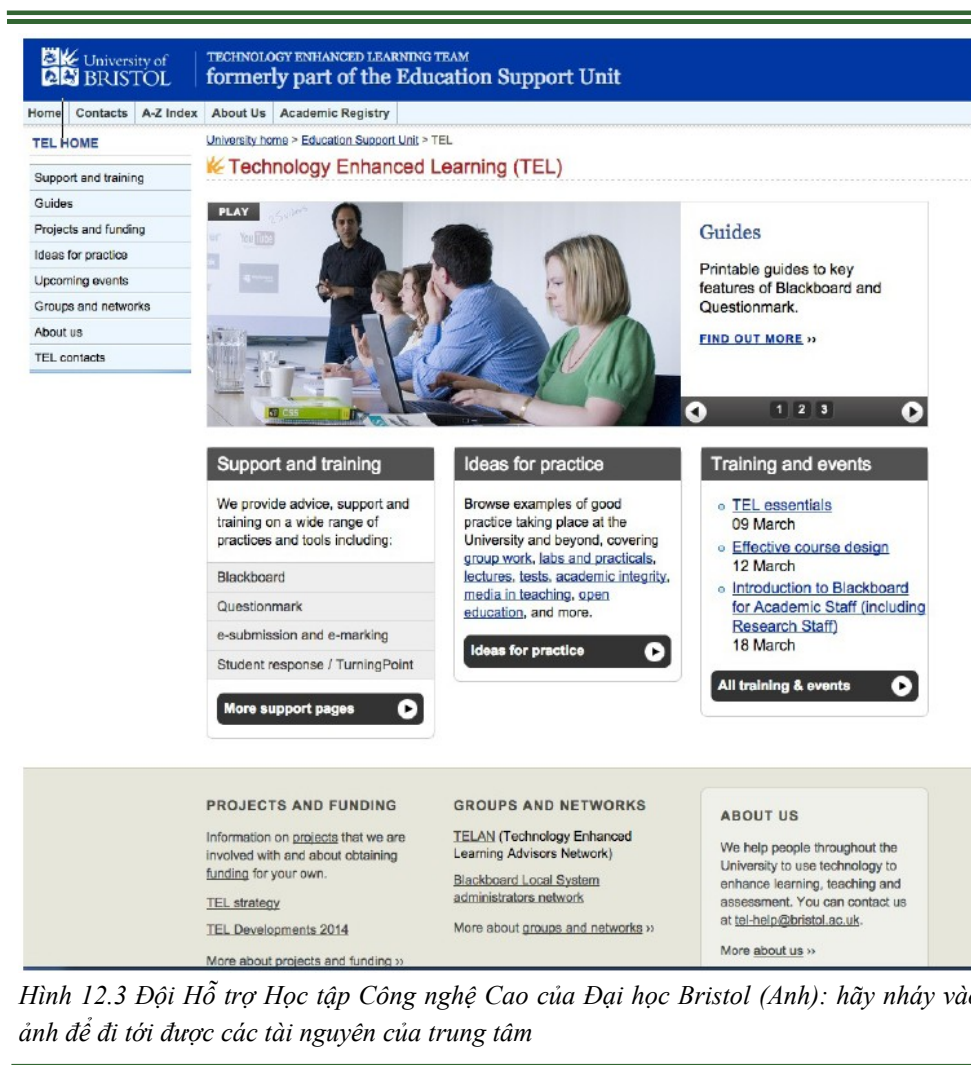 University of
BRISTOL
TECHNOLOGY ENHANCED LEARNING TEAM
formerly part of the Education Support Unit
Home Contacts A-Z Index About Us Academic Registry
TEL HOME
Support and training
Guides
Projects and funding
Ideas for practice
Upcoming events
Groups and networks
About us
TEL contacts
University home > Education Support Unit > TEL
Technology Enhanced Learning (TEL)
PLAY
You Tube
CSS
Guides
Printable guides to key
features of Blackboard and
Questionmark.
FIND OUT MORE »
1 2 3
Support and training
We provide advice, support and
training on a wide range of
practices and tools including:
Blackboard
Questionmark
e-submission and e-marking
Student response / TurningPoint
More support pages
Ideas for practice
Browse examples of good
practice taking place at the
University and beyond, covering
group work, labs and practicals,
lectures, tests, academic integrity,
media in teaching, open
education, and more.
Ideas for practice
Training and events
TEL essentials
09 March
Effective course design
12 March
Introduction to Blackboard
for Academic Staff (including
Research Staff)
18 March
All training & events
PROJECTS AND FUNDING
Information on projects that we are
involved with and about obtaining
funding for your own.
TEL strategy
TEL Developments 2014
More about projects and funding »
GROUPS AND NETWORKS
TELAN (Technology Enhanced
Learning Advisors Network)
Blackboard Local System
administrators network
More about groups and networks »
ABOUT US
We help people throughout the
University to use technology to
enhance learning, teaching and
assessment. You can contact us
at tel-help@bristol.ac.uk.
More about us »
Hình 12.3 Đội Hỗ trợ Học tập Công nghệ Cao của Đại học Bristol (Anh): hãy nháy vào
ảnh để đi tới được các tài nguyên của trung tâm